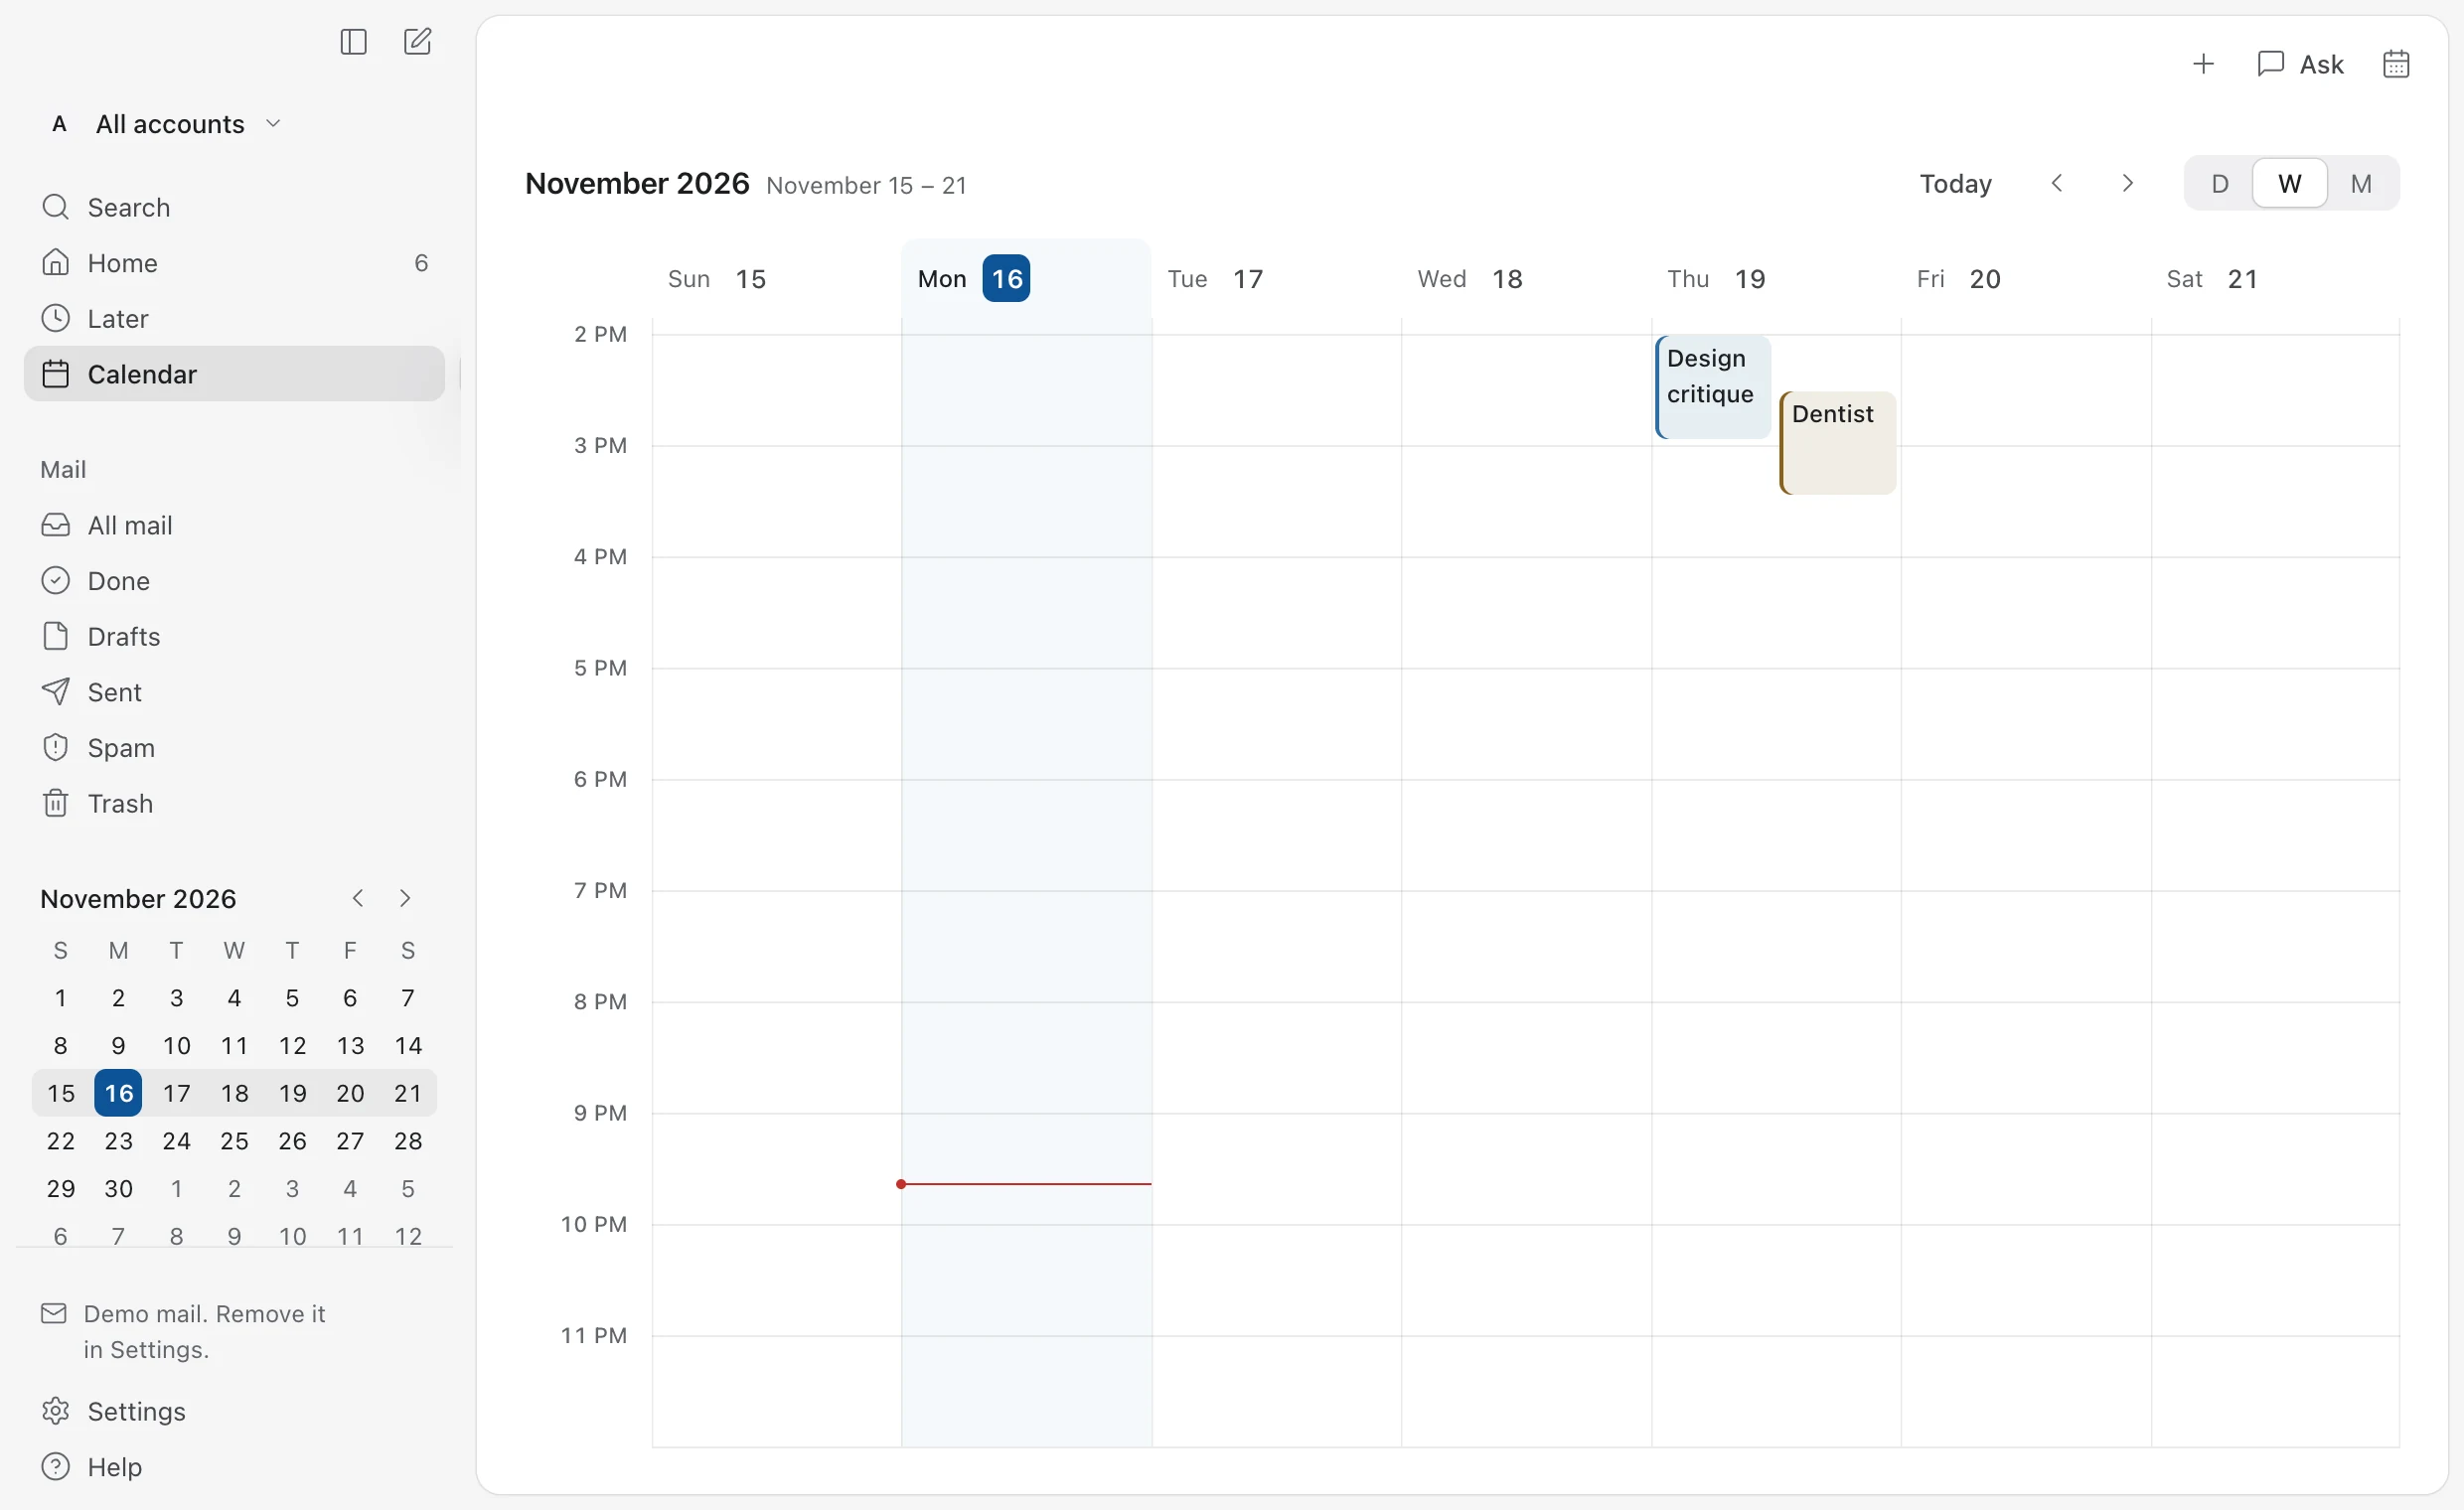 A All accounts
Search
Home 6
Later
Calendar
Mail
All mail
Done
Drafts
Sent
Spam
Trash
November 2026
S M T W T F S
1 2 3 4 5 6 7
8 9 10 11 12 13 14
15 16 17 18 19 20 21
22 23 24 25 26 27 28
29 30 1 2 3 4 5
6 7 8 9 10 11 12
Demo mail. Remove it
in Settings.
Settings
Help
Ask
November 2026 November 15 – 21
Today D W M
Sun 15 Mon 16 Tue 17 Wed 18 Thu 19 Fri 20 Sat 21
2 PM
Design
critique
Dentist
3 PM
4 PM
5 PM
6 PM
7 PM
8 PM
9 PM
10 PM
11 PM